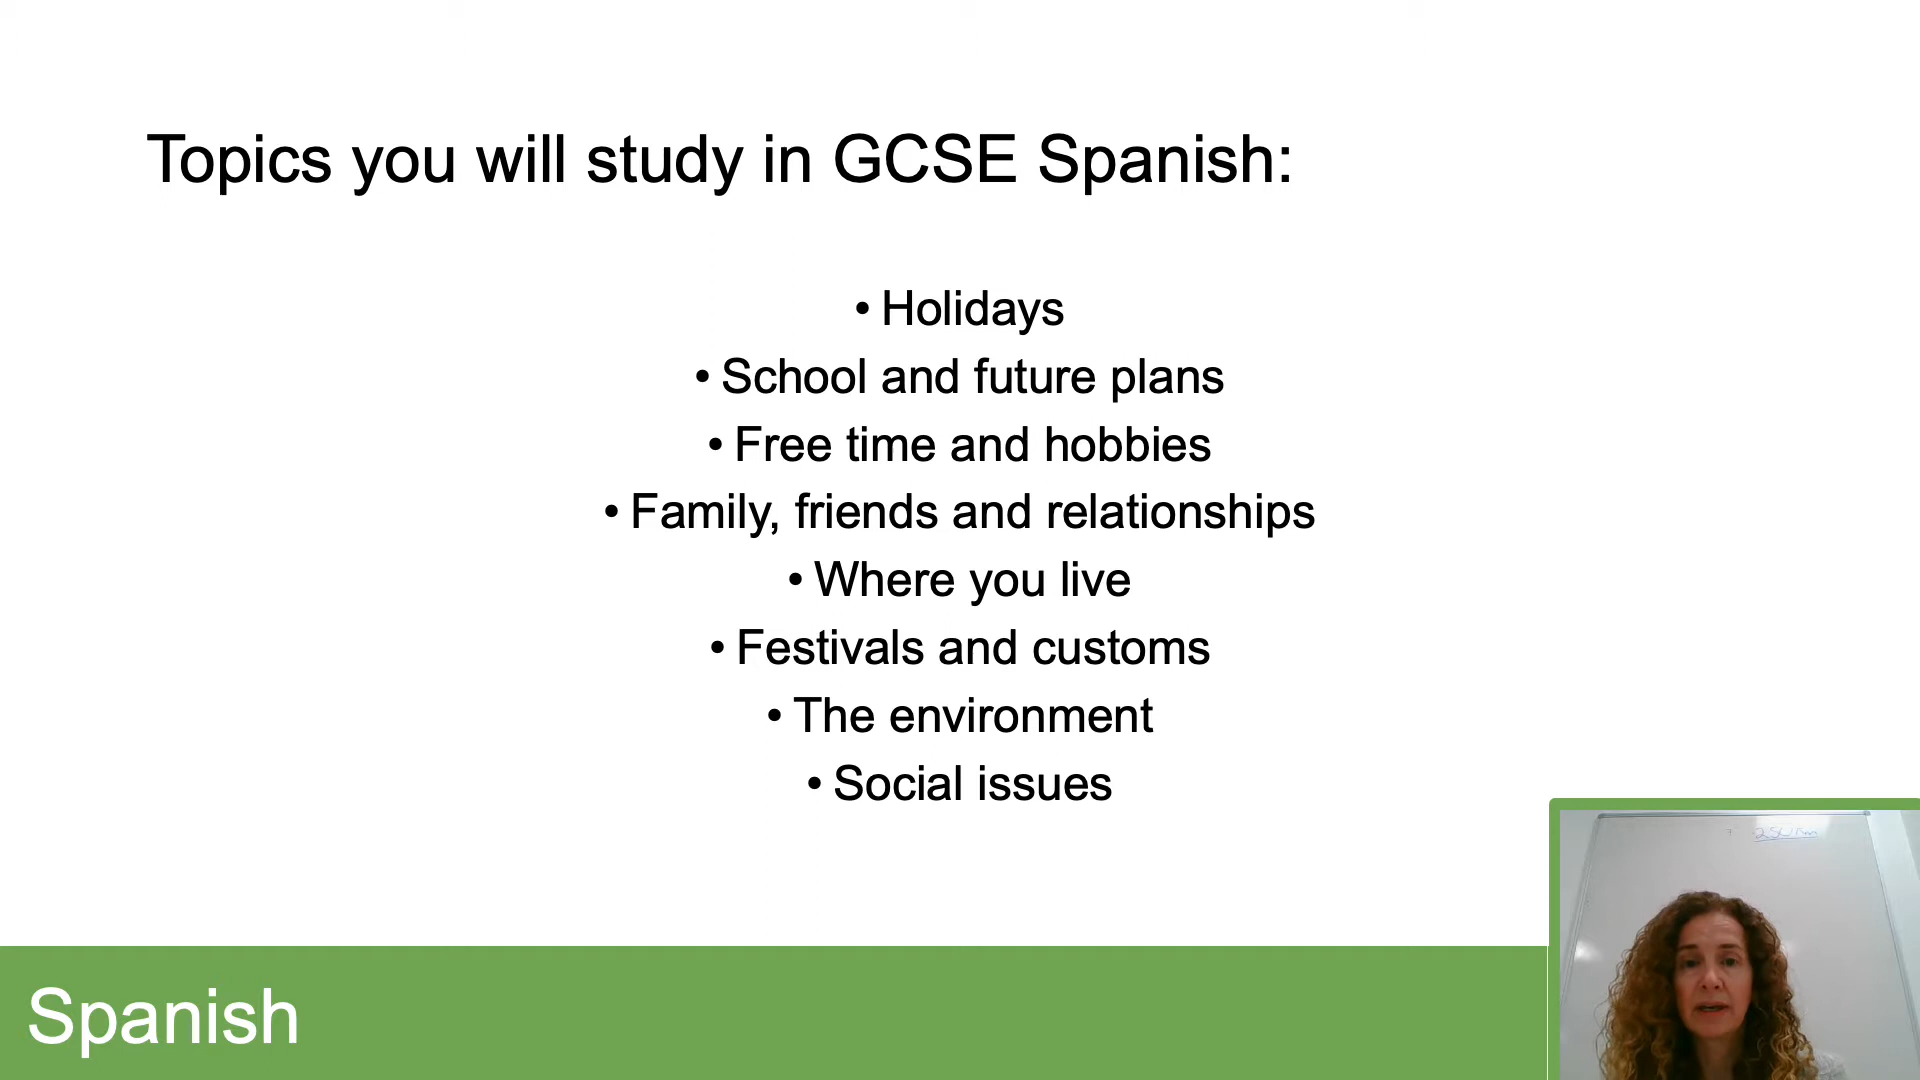 Topics you will study in GCSE Spanish:
• Holidays
• School and future plans
• Free time and hobbies
• Family, friends and relationships
• Where you live
• Festivals and customs
• The environment
• Social issues
Spanish